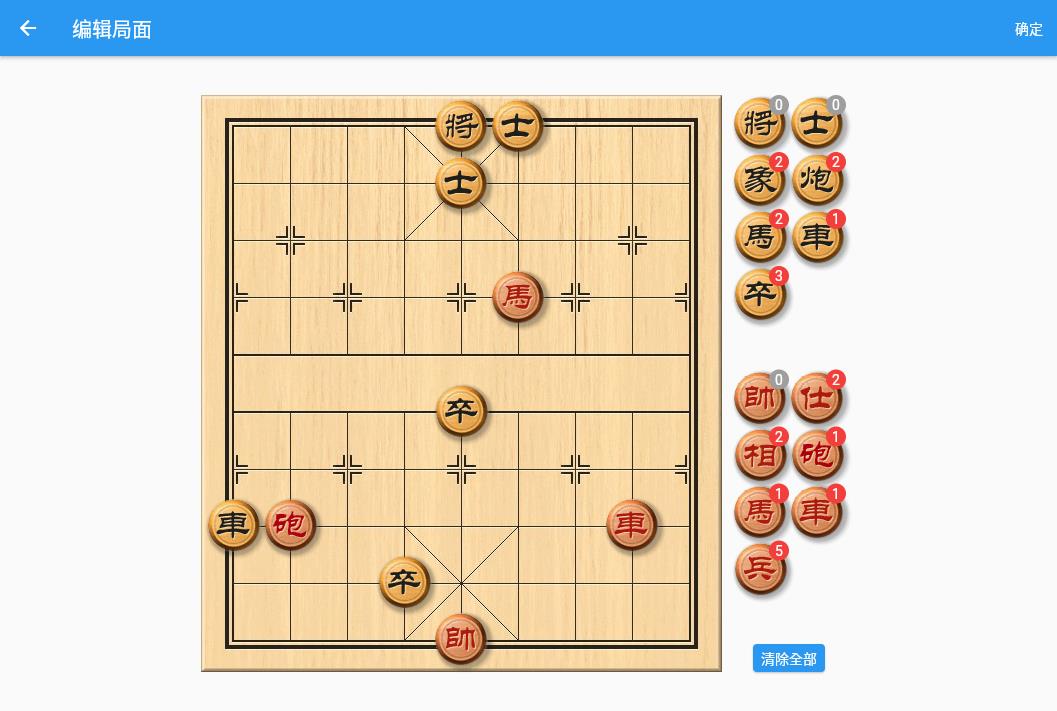 编辑局面
确定
將 士
士
馬
卒
車 砲 車
卒
帥
將 0 士 0
象 2 炮 2
馬 2 車 1
卒 3
帥 0 仕 2
相 2 砲 1
馬 1 車 1
兵 5
清除全部